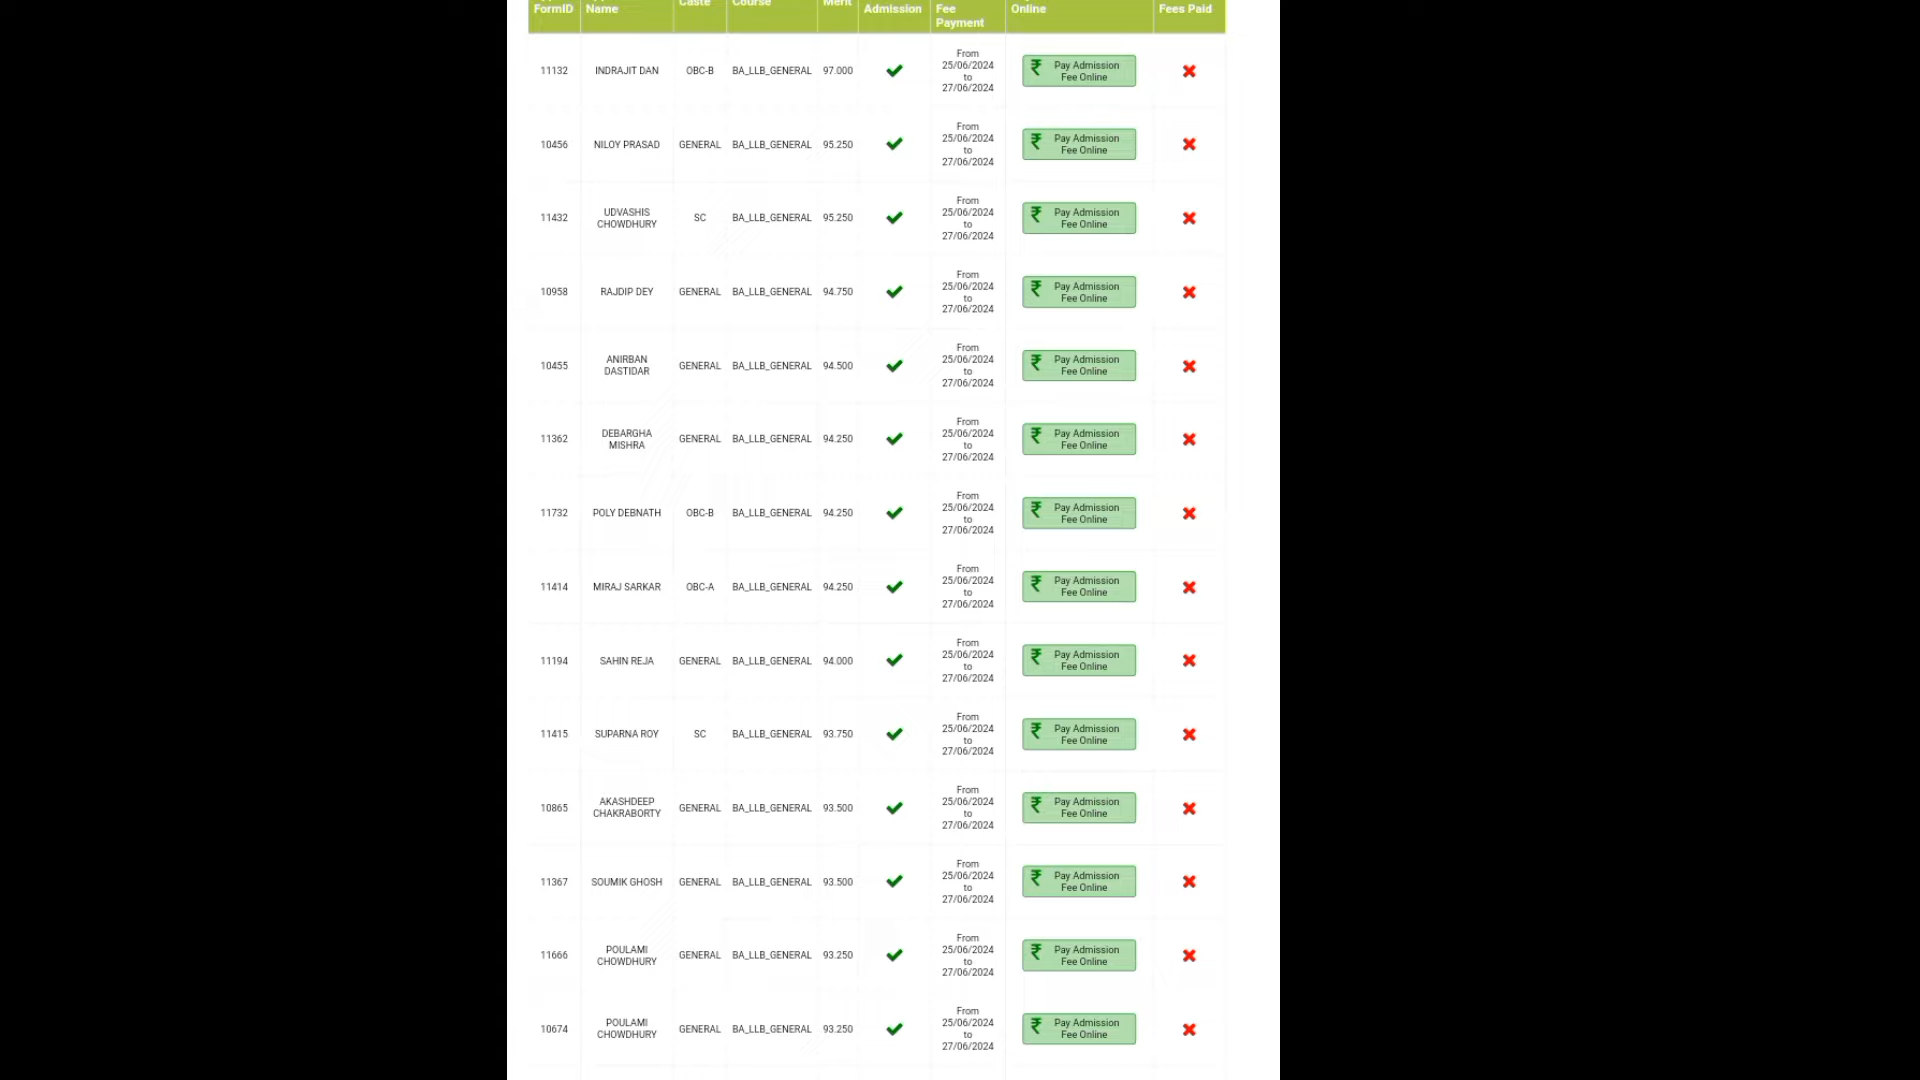 FormID Name Caste Course Merit Admission Fee Online Fees Paid
Payment
11132 INDRAJIT DAN OBC-B BA_LLB_GENERAL 97.000 From 25/06/2024 to 27/06/2024 ₹ Pay Admission Fee Online
10456 NILOY PRASAD GENERAL BA_LLB_GENERAL 95.250 From 25/06/2024 to 27/06/2024 ₹ Pay Admission Fee Online
11432 UDVASHIS CHOWDHURY SC BA_LLB_GENERAL 95.250 From 25/06/2024 to 27/06/2024 ₹ Pay Admission Fee Online
10958 RAJDIP DEY GENERAL BA_LLB_GENERAL 94.750 From 25/06/2024 to 27/06/2024 ₹ Pay Admission Fee Online
10455 ANIRBAN DASTIDAR GENERAL BA_LLB_GENERAL 94.500 From 25/06/2024 to 27/06/2024 ₹ Pay Admission Fee Online
11362 DEBARGHA MISHRA GENERAL BA_LLB_GENERAL 94.250 From 25/06/2024 to 27/06/2024 ₹ Pay Admission Fee Online
11732 POLY DEBNATH OBC-B BA_LLB_GENERAL 94.250 From 25/06/2024 to 27/06/2024 ₹ Pay Admission Fee Online
11414 MIRAJ SARKAR OBC-A BA_LLB_GENERAL 94.250 From 25/06/2024 to 27/06/2024 ₹ Pay Admission Fee Online
11194 SAHIN REJA GENERAL BA_LLB_GENERAL 94.000 From 25/06/2024 to 27/06/2024 ₹ Pay Admission Fee Online
11415 SUPARNA ROY SC BA_LLB_GENERAL 93.750 From 25/06/2024 to 27/06/2024 ₹ Pay Admission Fee Online
10865 AKASHDEEP CHAKRABORTY GENERAL BA_LLB_GENERAL 93.500 From 25/06/2024 to 27/06/2024 ₹ Pay Admission Fee Online
11367 SOUMIK GHOSH GENERAL BA_LLB_GENERAL 93.500 From 25/06/2024 to 27/06/2024 ₹ Pay Admission Fee Online
11666 POULAMI CHOWDHURY GENERAL BA_LLB_GENERAL 93.250 From 25/06/2024 to 27/06/2024 ₹ Pay Admission Fee Online
10674 POULAMI CHOWDHURY GENERAL BA_LLB_GENERAL 93.250 From 25/06/2024 to 27/06/2024 ₹ Pay Admission Fee Online